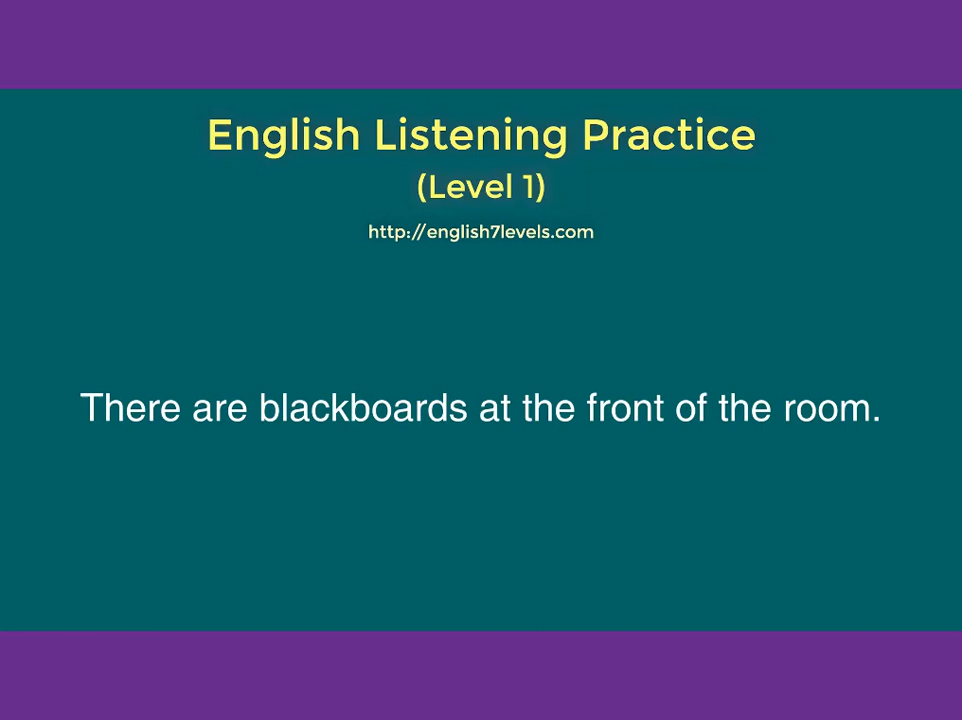 English Listening Practice
(Level 1)
http://english7levels.com
There are blackboards at the front of the room.